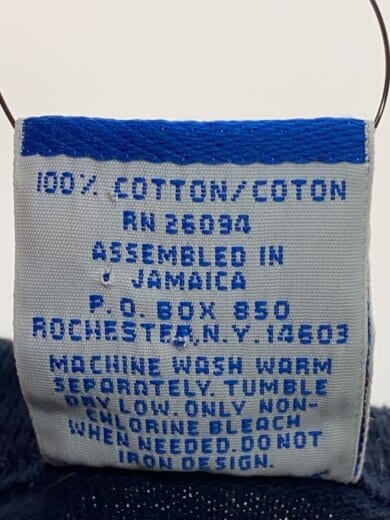 100% COTTON/COTON
RN 26094
ASSEMBLED IN
JAMAICA
P.O. BOX 850
ROCHESTER,N.Y.14603
MACHINE WASH WARM
SEPARATELY. TUMBLE
DRY LOW. ONLY NON-
CHLORINE BLEACH
WHEN NEEDED. DO NOT
IRON DESIGN.